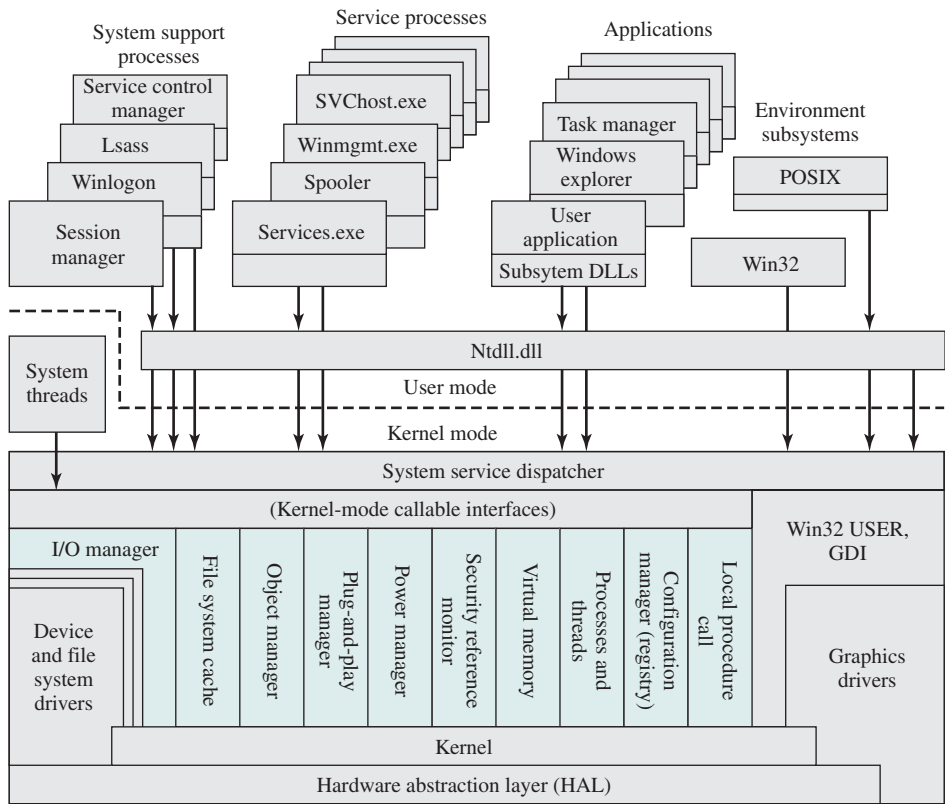 System support
processes
Service processes
Applications
Environment
subsystems
Service control
manager
Lsass
Winlogon
Session
manager
SVChost.exe
Winmgmt.exe
Spooler
Services.exe
Task manager
Windows
explorer
User
application
Subsytem DLLs
POSIX
Win32
Ntdll.dll
System
threads
User mode
Kernel mode
System service dispatcher
(Kernel-mode callable interfaces)
Win32 USER,
GDI
I/O manager
Device
and file
system
drivers
File system cache
Object manager
Plug-and-play
manager
Power manager
Security reference
monitor
Virtual memory
Processes and
threads
Configuration
manager (registry)
Local procedure
call
Graphics
drivers
Kernel
Hardware abstraction layer (HAL)